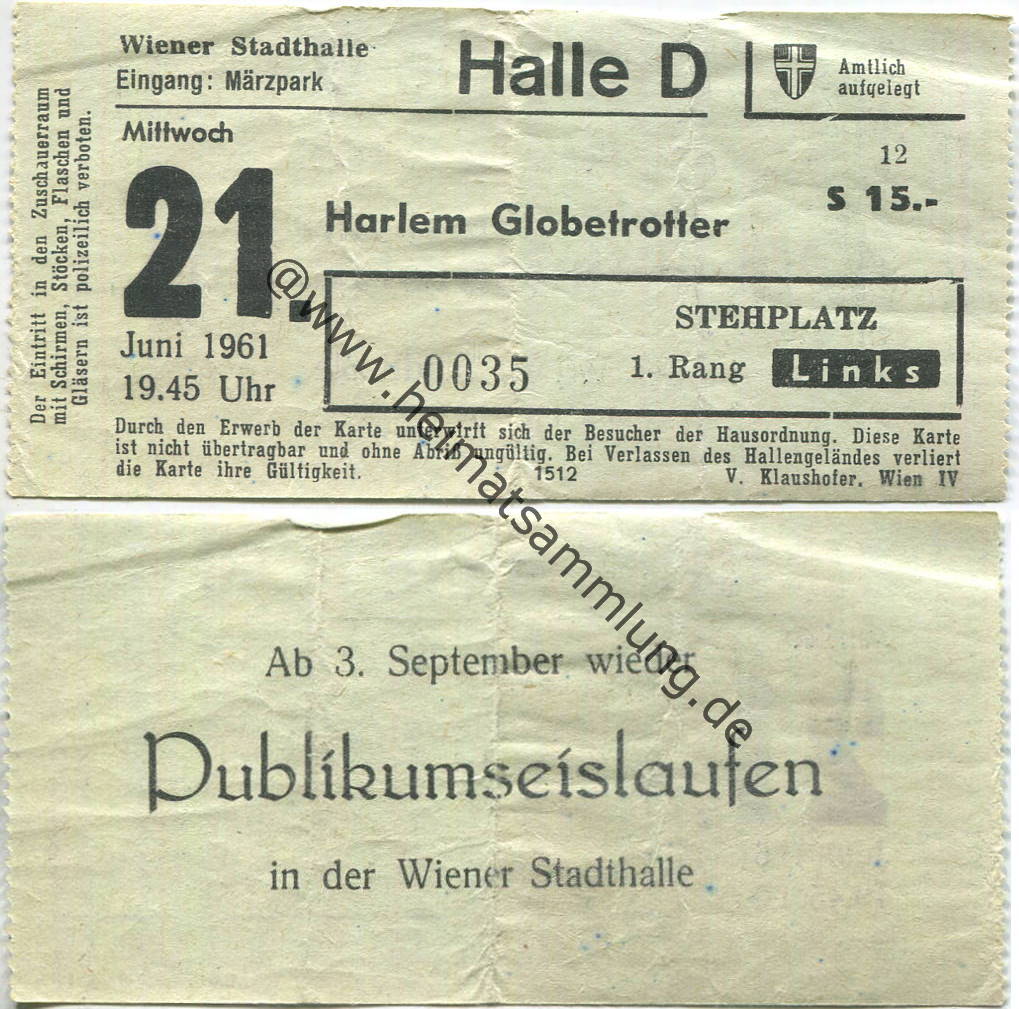 Wiener Stadthalle
Eingang: Märzpark
Halle D
Amtlich
aufgelegt
Der Eintritt in den Zuschauerraum
mit Schirmen, Stöcken, Flaschen und
Gläsern ist polizeilich verboten.
Mittwoch
21.
Juni 1961
19.45 Uhr
12
S 15.-
Harlem Globetrotter
STEHPLATZ
0035
1. Rang Links
Durch den Erwerb der Karte unterwirft sich der Besucher der Hausordnung. Diese Karte
ist nicht übertragbar und ohne Abriß ungültig. Bei Verlassen des Hallengeländes verliert
die Karte ihre Gültigkeit. 1512 V. Klaushofer, Wien IV
@www.heimatsammlung.de
Ab 3. September wieder
Publikumseislaufen
in der Wiener Stadthalle